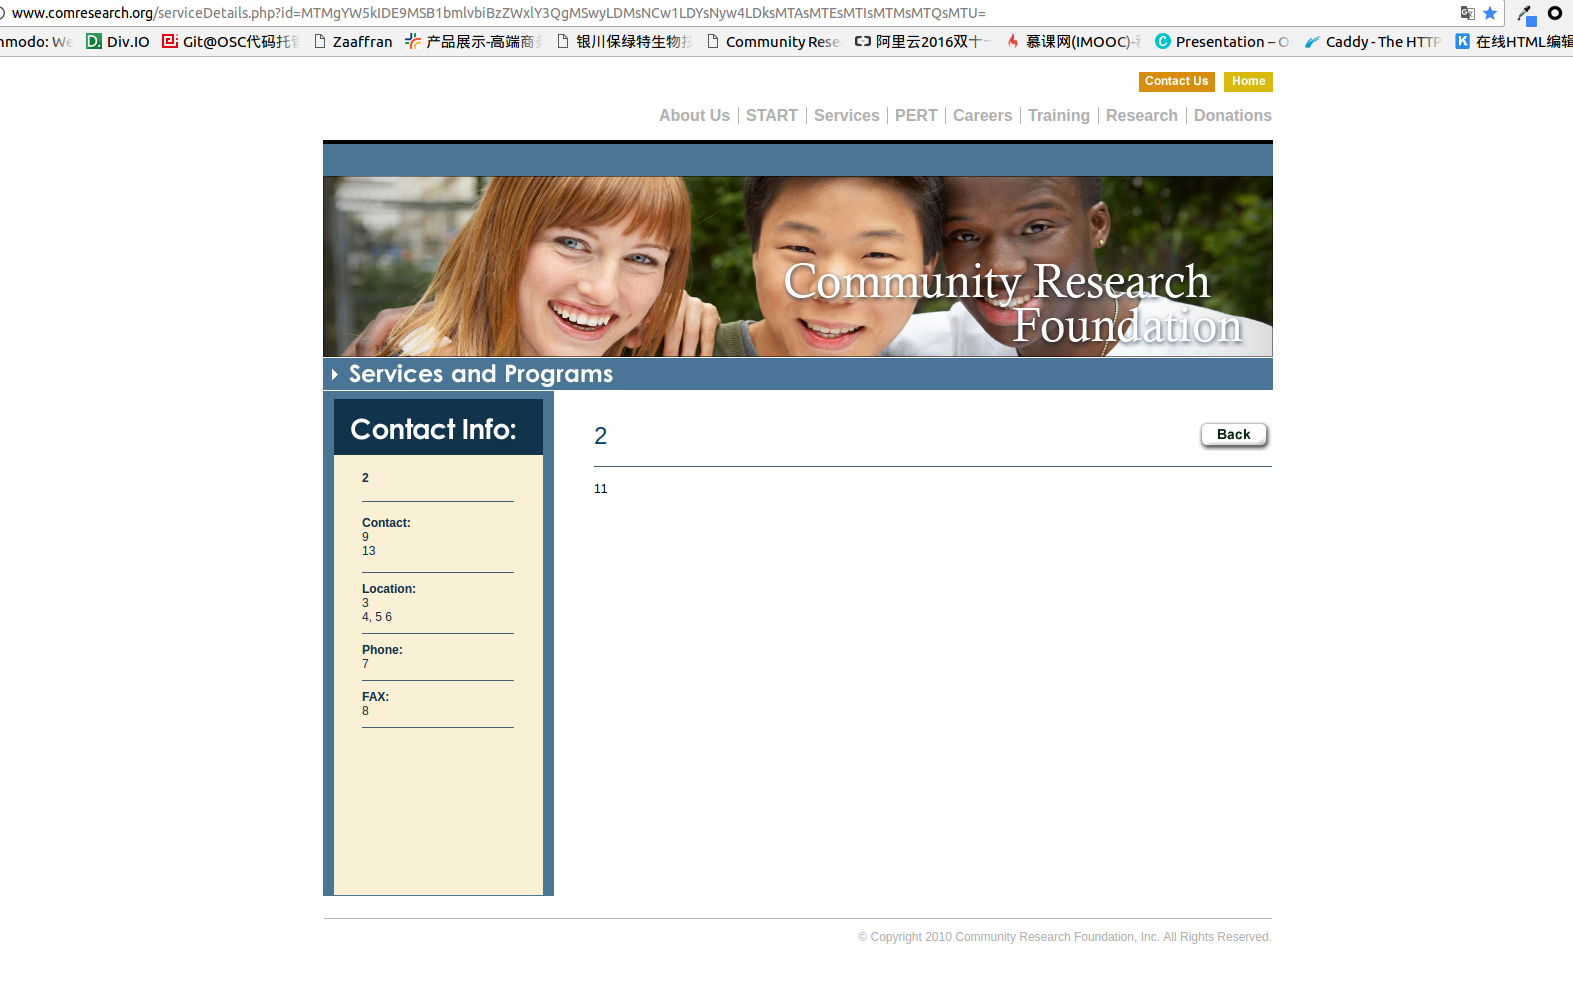 www.comresearch.org/serviceDetails.php?id=MTMgYW5kIDE9MSB1bmlvbiBzZWxlY3QgMSwyLDMsNCw1LDYsNyw4LDksMTAsMTEsMTIsMTMsMTQsMTU=
nmodo: We Div.IO Git@OSC代码托管 Zaaffran 产品展示-高端商务 银川保绿特生物技 Community Rese 阿里云2016双十一 慕课网(IMOOC)-程 Presentation – O Caddy - The HTTP 在线HTML编辑
Contact Us Home
About Us START Services PERT Careers Training Research Donations
Community Research
Foundation
Services and Programs
Contact Info:
2
Contact:
9
13
Location:
3
4, 5 6
Phone:
7
FAX:
8
2
Back
11
© Copyright 2010 Community Research Foundation, Inc. All Rights Reserved.